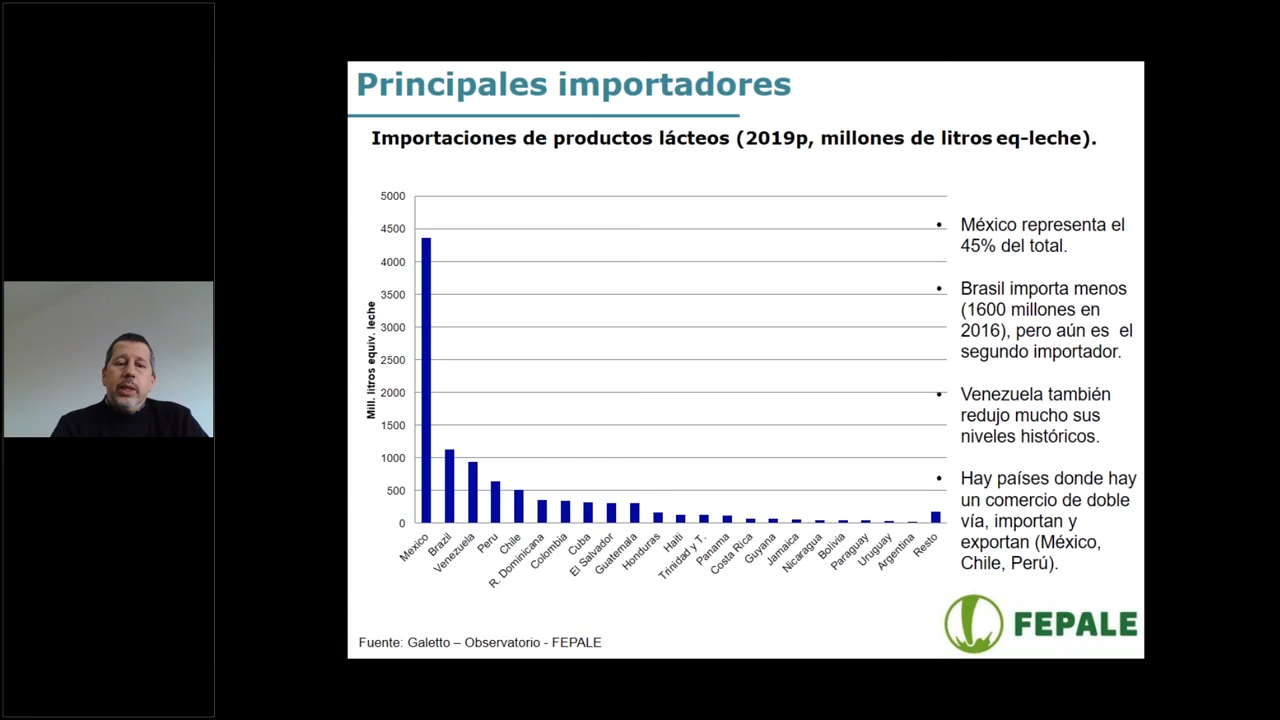 Principales importadores
Importaciones de productos lácteos (2019p, millones de litros eq-leche).
Mill. litros equiv. leche
5000
4500
4000
3500
3000
2500
2000
1500
1000
500
0
Mexico
Brazil
Venezuela
Peru
Chile
R. Dominicana
Colombia
Cuba
El Salvador
Guatemala
Honduras
Haiti
Trinidad y T.
Panama
Costa Rica
Guyana
Jamaica
Nicaragua
Bolivia
Paraguay
Uruguay
Argentina
Resto
• México representa el
45% del total.
• Brasil importa menos
(1600 millones en
2016), pero aún es el
segundo importador.
• Venezuela también
redujo mucho sus
niveles históricos.
• Hay países donde hay
un comercio de doble
vía, importan y
exportan (México,
Chile, Perú).
Fuente: Galetto – Observatorio - FEPALE
FEPALE